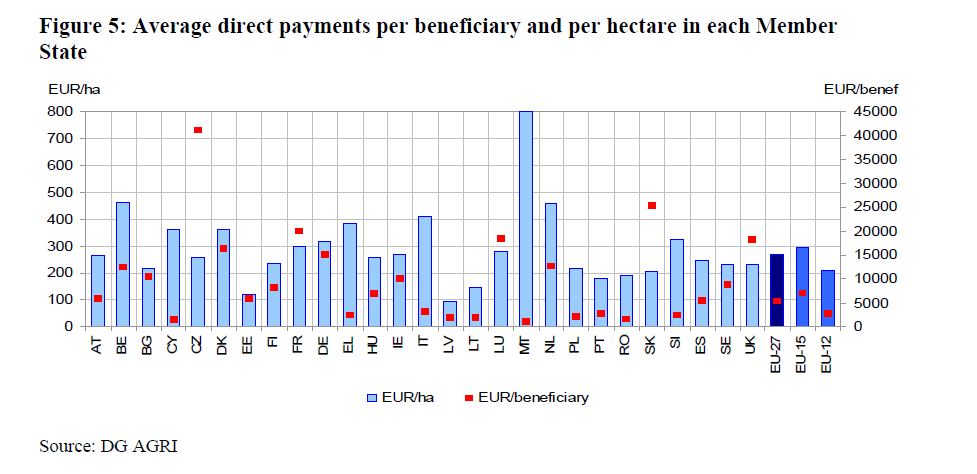 Figure 5: Average direct payments per beneficiary and per hectare in each Member
State
EUR/ha
EUR/benef
800
700
600
500
400
300
200
100
0
45000
40000
35000
30000
25000
20000
15000
10000
5000
0
AT
BE
BG
CY
CZ
DK
EE
FI
FR
DE
EL
HU
IE
IT
LV
LT
LU
MT
NL
PL
PT
RO
SK
SI
ES
SE
UK
EU-27
EU-15
EU-12
EUR/ha
EUR/beneficiary
Source: DG AGRI